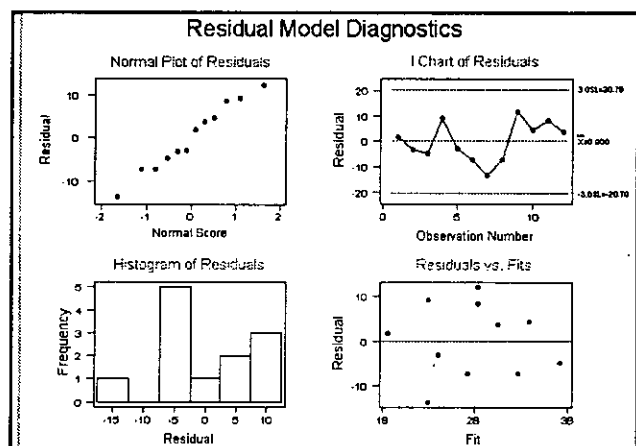 Residual Model Diagnostics
Normal Plot of Residuals
Residual
10
0
-10
-2 -1 0 1 2
Normal Score
I Chart of Residuals
Residual
20
10
0
-10
-20
0 5 10
Observation Number
Histogram of Residuals
Frequency
5
4
3
2
1
0
-15 -10 -5 0 5 10
Residual
Residuals vs. Fits
Residual
10
0
-10
18 28 38
Fit